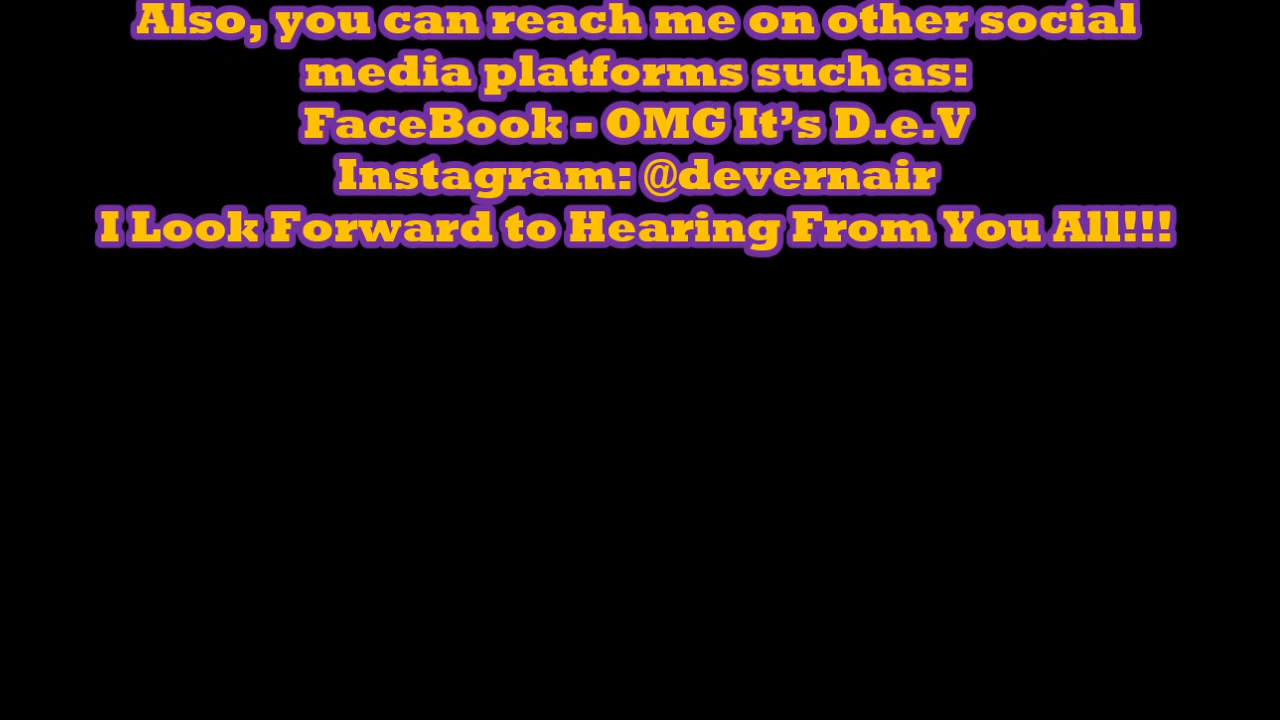 Also, you can reach me on other social
media platforms such as:
FaceBook - OMG It’s D.e.V
Instagram: @devernair
I Look Forward to Hearing From You All!!!